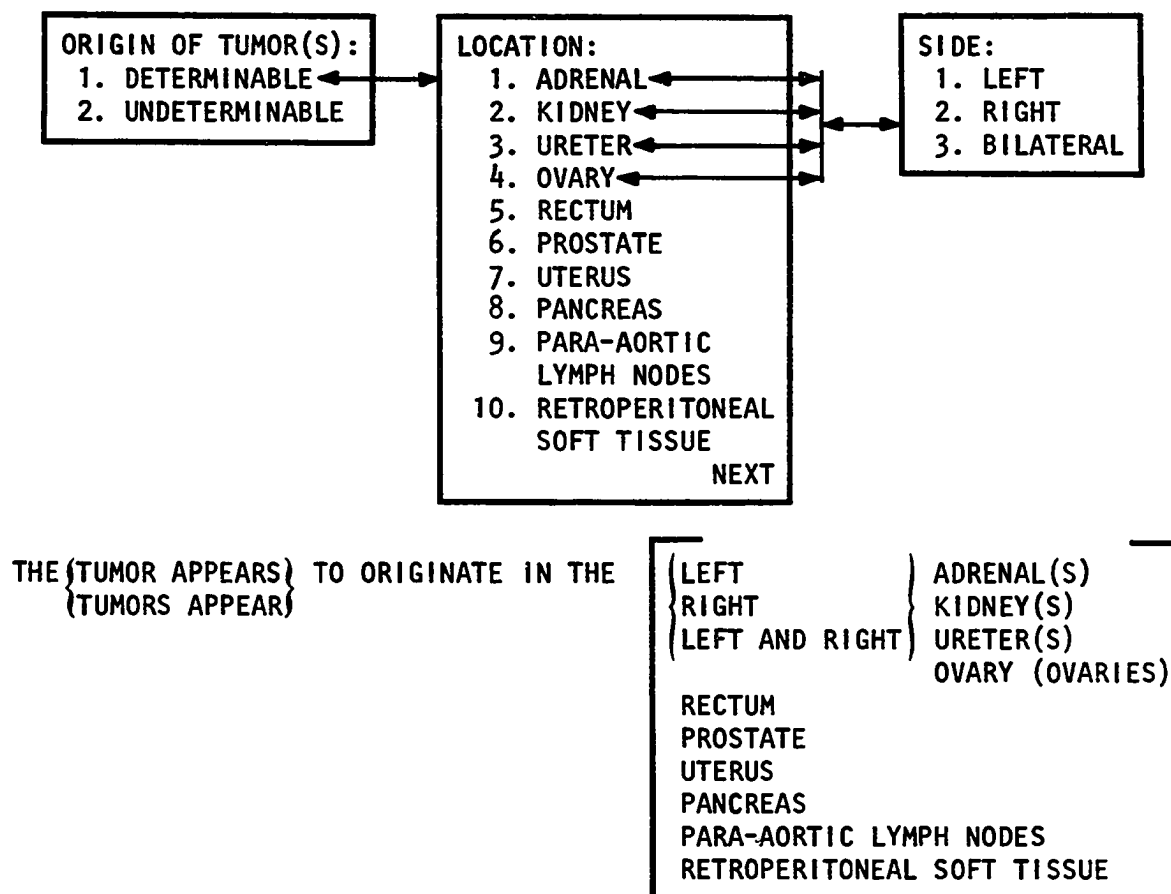 ORIGIN OF TUMOR(S):
1. DETERMINABLE
2. UNDETERMINABLE
LOCATION:
1. ADRENAL
2. KIDNEY
3. URETER
4. OVARY
5. RECTUM
6. PROSTATE
7. UTERUS
8. PANCREAS
9. PARA-AORTIC
LYMPH NODES
10. RETROPERITONEAL
SOFT TISSUE
NEXT
SIDE:
1. LEFT
2. RIGHT
3. BILATERAL
THE {TUMOR APPEARS} TO ORIGINATE IN THE
{TUMORS APPEAR}
LEFT ADRENAL(S)
RIGHT KIDNEY(S)
LEFT AND RIGHT URETER(S)
OVARY (OVARIES)
RECTUM
PROSTATE
UTERUS
PANCREAS
PARA-AORTIC LYMPH NODES
RETROPERITONEAL SOFT TISSUE